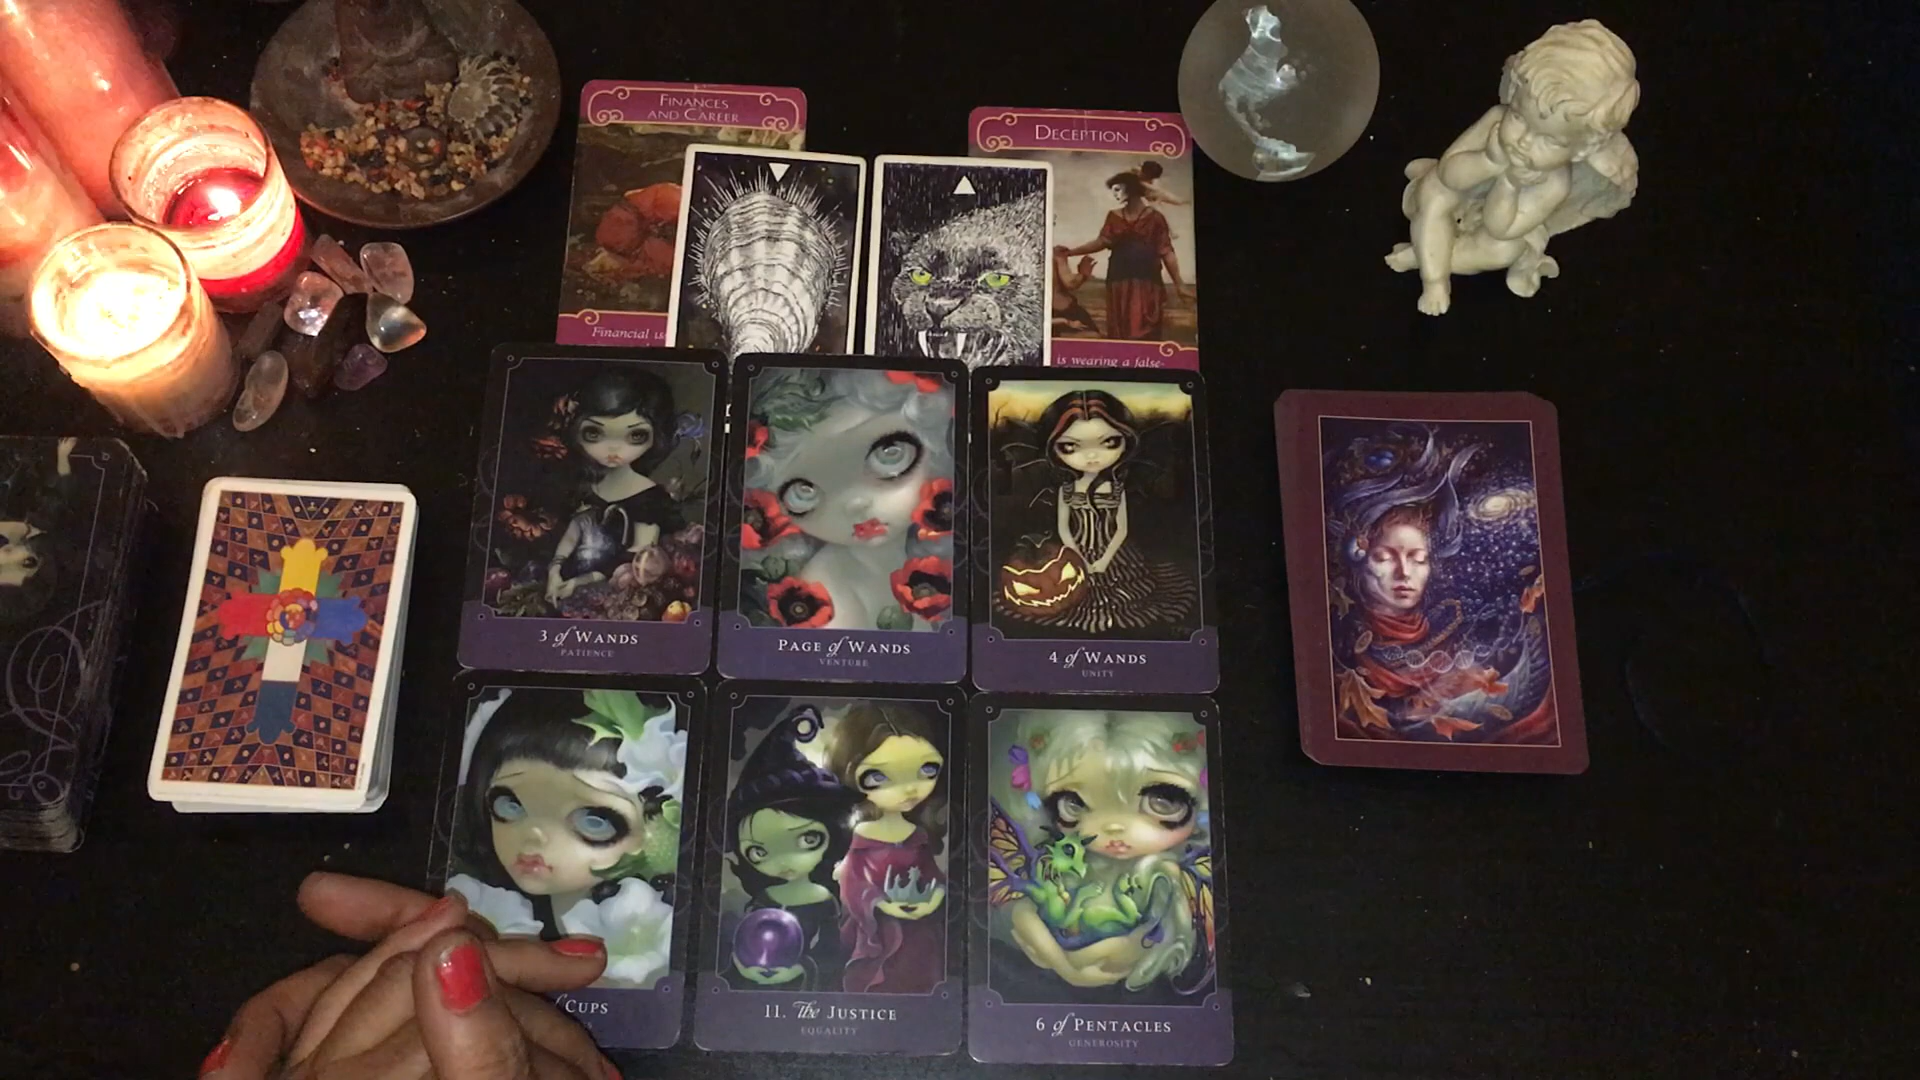 FINANCES
AND CAREER
Financial is
DECEPTION
is wearing a false-
3 of WANDS
PATIENCE
PAGE of WANDS
VENTURE
4 of WANDS
UNITY
CUPS
11. The JUSTICE
EQUALITY
6 of PENTACLES
GENEROSITY